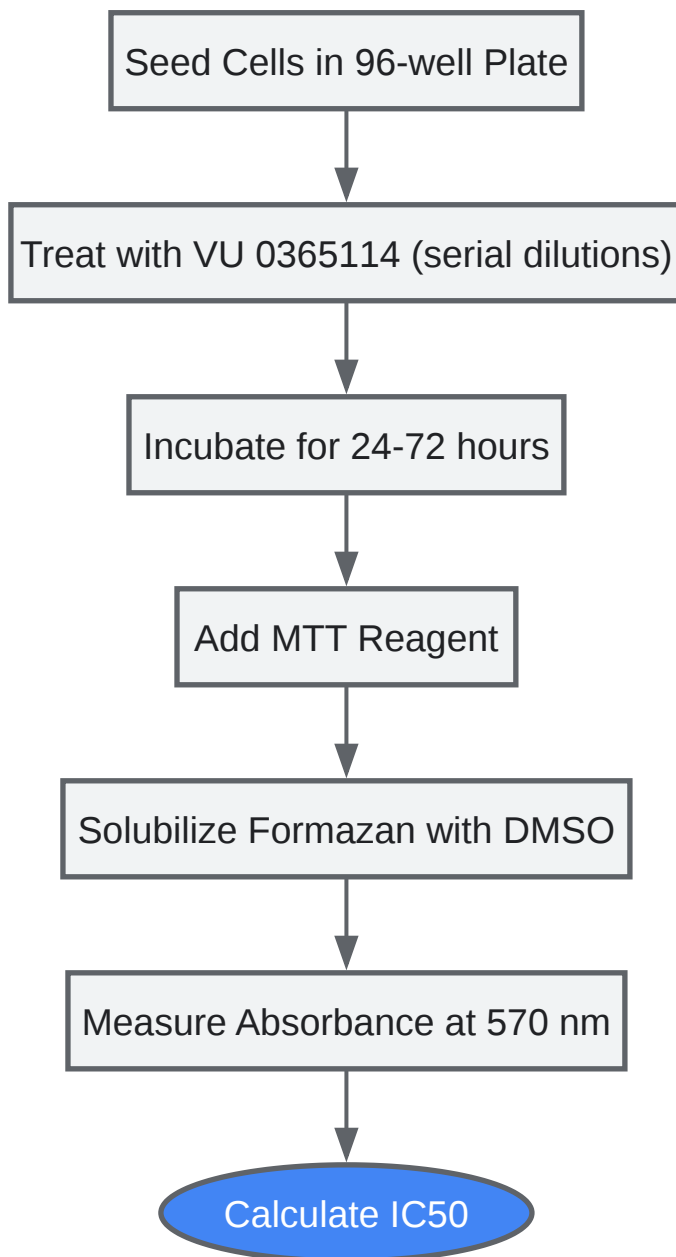 Seed Cells in 96-well Plate
Treat with VU 0365114 (serial dilutions)
Incubate for 24-72 hours
Add MTT Reagent
Solubilize Formazan with DMSO
Measure Absorbance at 570 nm
Calculate IC50